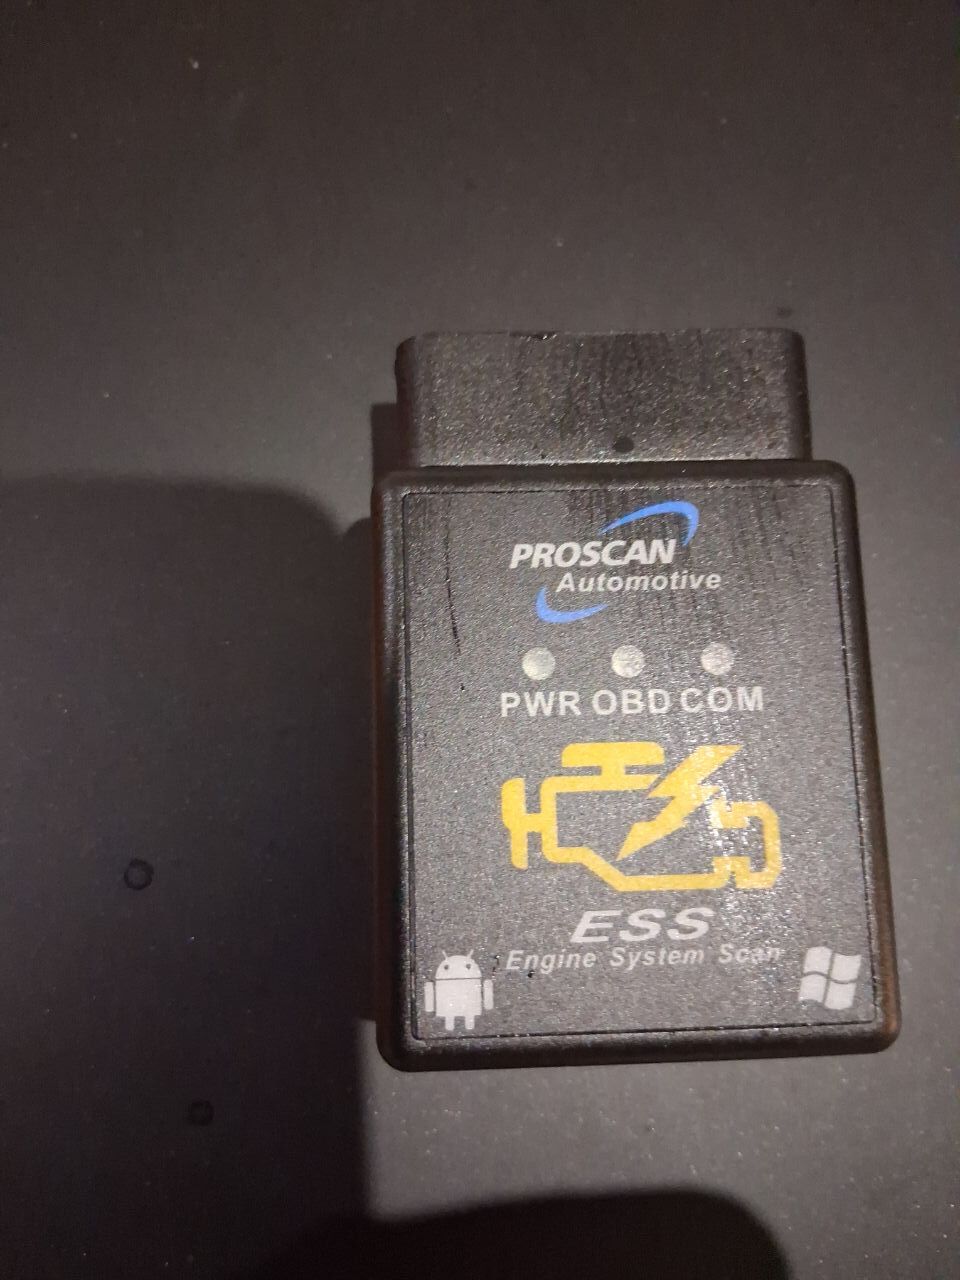 PROSCAN
Automotive
PWR OBD COM
ESS
Engine System Scan